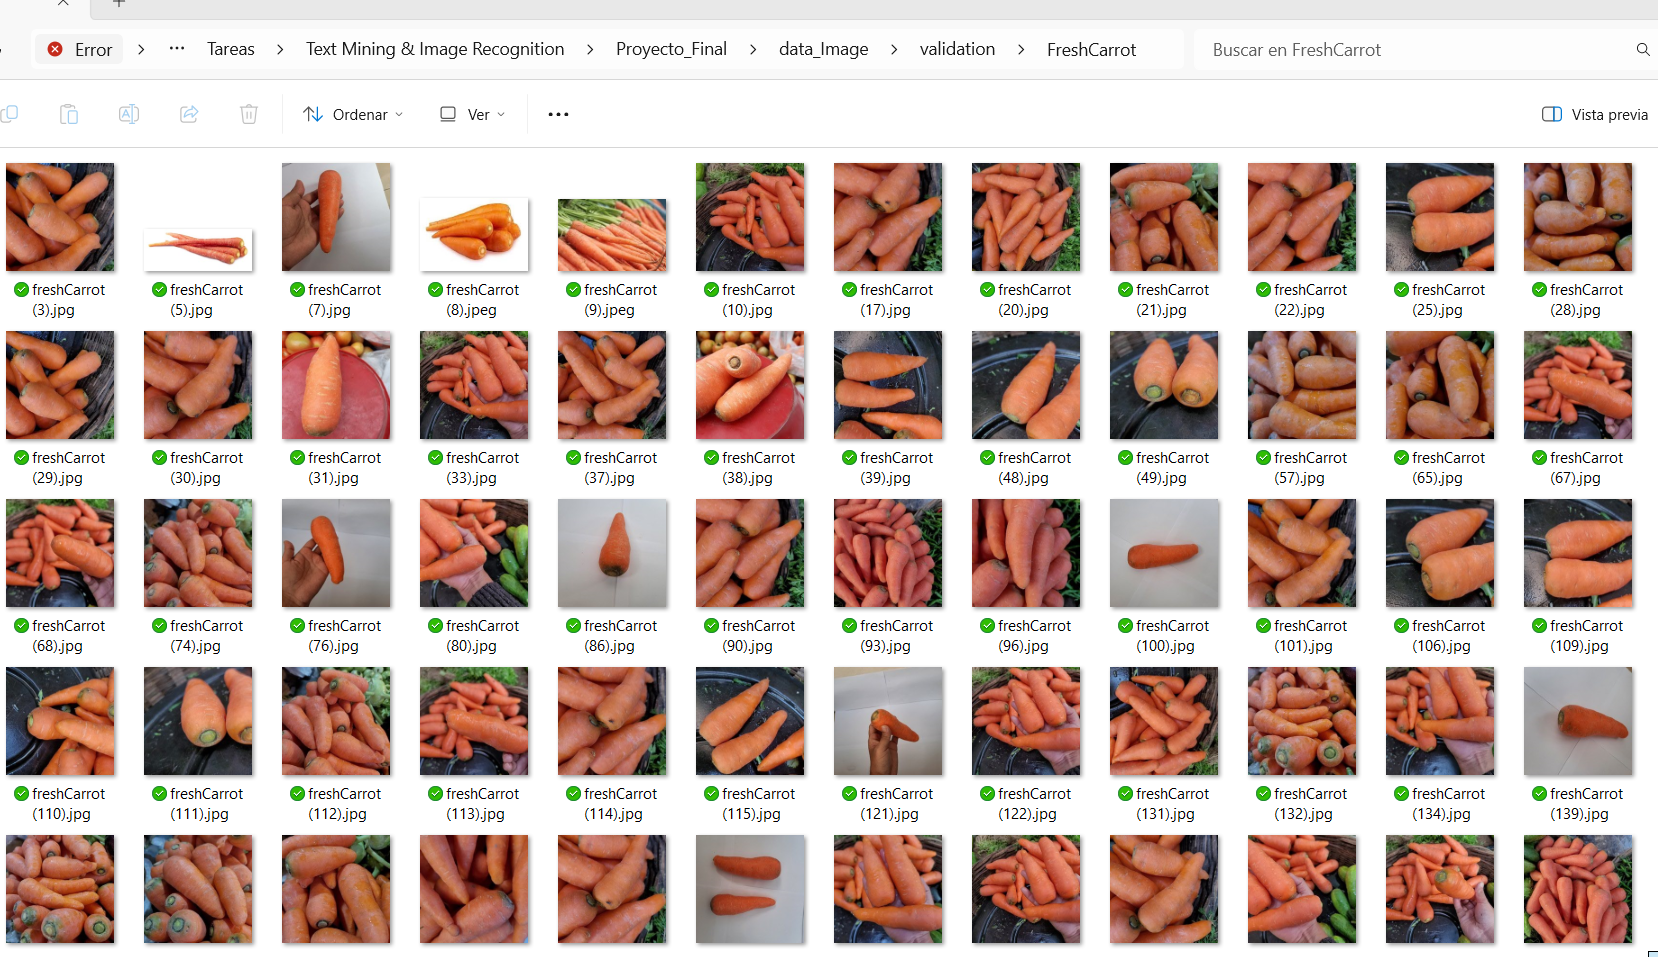 Error > ... Tareas > Text Mining & Image Recognition > Proyecto_Final > data_Image > validation > FreshCarrot
Buscar en FreshCarrot
Ordenar
Ver
Vista previa
freshCarrot (3).jpg
freshCarrot (5).jpg
freshCarrot (7).jpg
freshCarrot (8).jpeg
freshCarrot (9).jpeg
freshCarrot (10).jpg
freshCarrot (17).jpg
freshCarrot (20).jpg
freshCarrot (21).jpg
freshCarrot (22).jpg
freshCarrot (25).jpg
freshCarrot (28).jpg
freshCarrot (29).jpg
freshCarrot (30).jpg
freshCarrot (31).jpg
freshCarrot (33).jpg
freshCarrot (37).jpg
freshCarrot (38).jpg
freshCarrot (39).jpg
freshCarrot (48).jpg
freshCarrot (49).jpg
freshCarrot (57).jpg
freshCarrot (65).jpg
freshCarrot (67).jpg
freshCarrot (68).jpg
freshCarrot (74).jpg
freshCarrot (76).jpg
freshCarrot (80).jpg
freshCarrot (86).jpg
freshCarrot (90).jpg
freshCarrot (93).jpg
freshCarrot (96).jpg
freshCarrot (100).jpg
freshCarrot (101).jpg
freshCarrot (106).jpg
freshCarrot (109).jpg
freshCarrot (110).jpg
freshCarrot (111).jpg
freshCarrot (112).jpg
freshCarrot (113).jpg
freshCarrot (114).jpg
freshCarrot (115).jpg
freshCarrot (121).jpg
freshCarrot (122).jpg
freshCarrot (131).jpg
freshCarrot (132).jpg
freshCarrot (134).jpg
freshCarrot (139).jpg